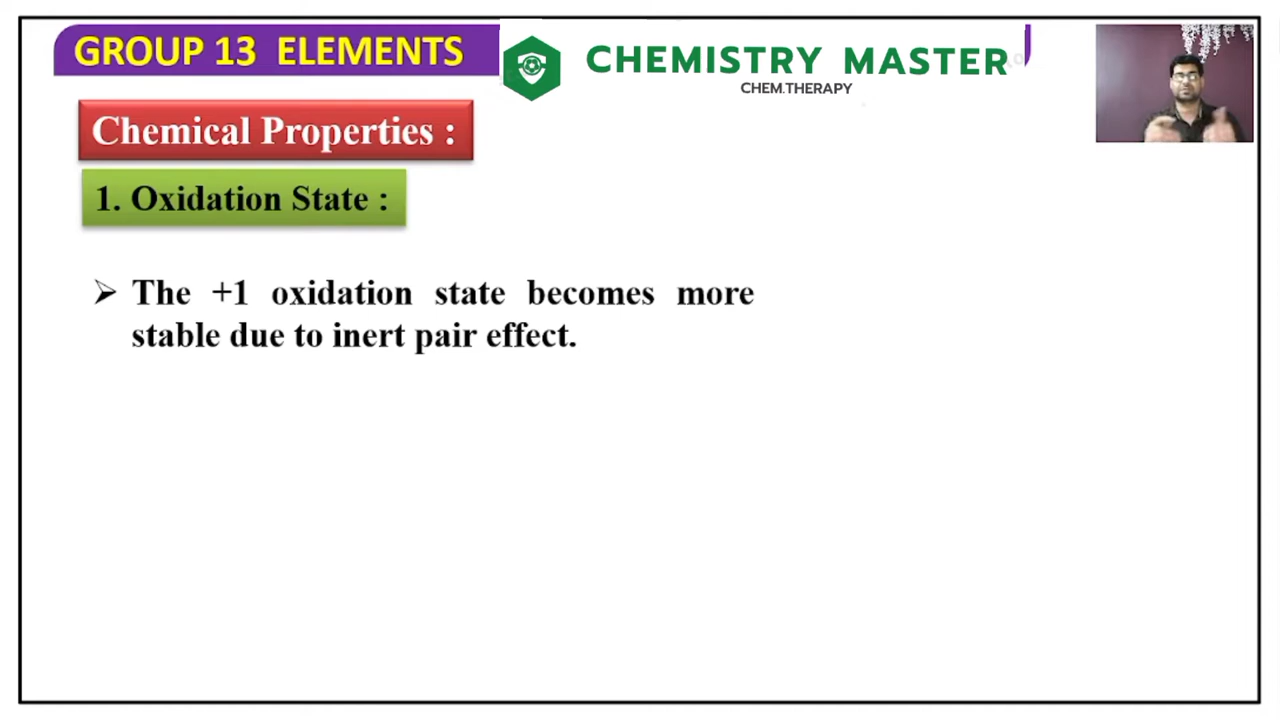 GROUP 13 ELEMENTS
CHEMISTRY MASTER
CHEM.THERAPY
Chemical Properties :
1. Oxidation State :
➢ The +1 oxidation state becomes more
stable due to inert pair effect.